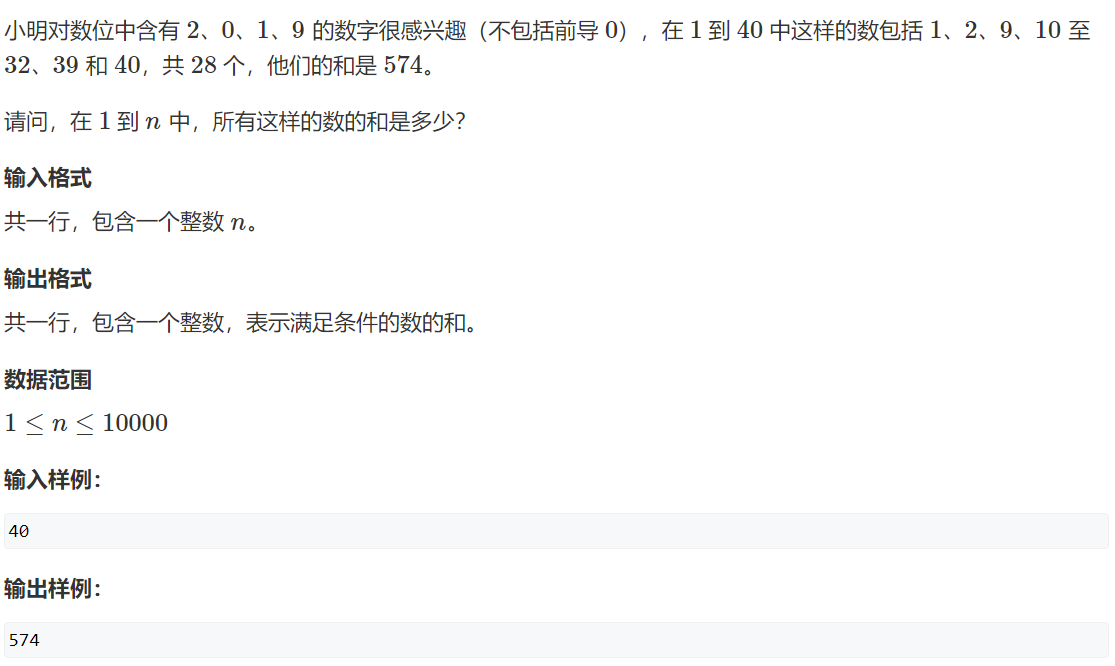 小明对数位中含有 2、0、1、9 的数字很感兴趣（不包括前导 0），在 1 到 40 中这样的数包括 1、2、9、10 至
32、39 和 40，共 28 个，他们的和是 574。
请问，在 1 到 n 中，所有这样的数的和是多少？
输入格式
共一行，包含一个整数 n。
输出格式
共一行，包含一个整数，表示满足条件的数的和。
数据范围
1 ≤ n ≤ 10000
输入样例：
40
输出样例：
574